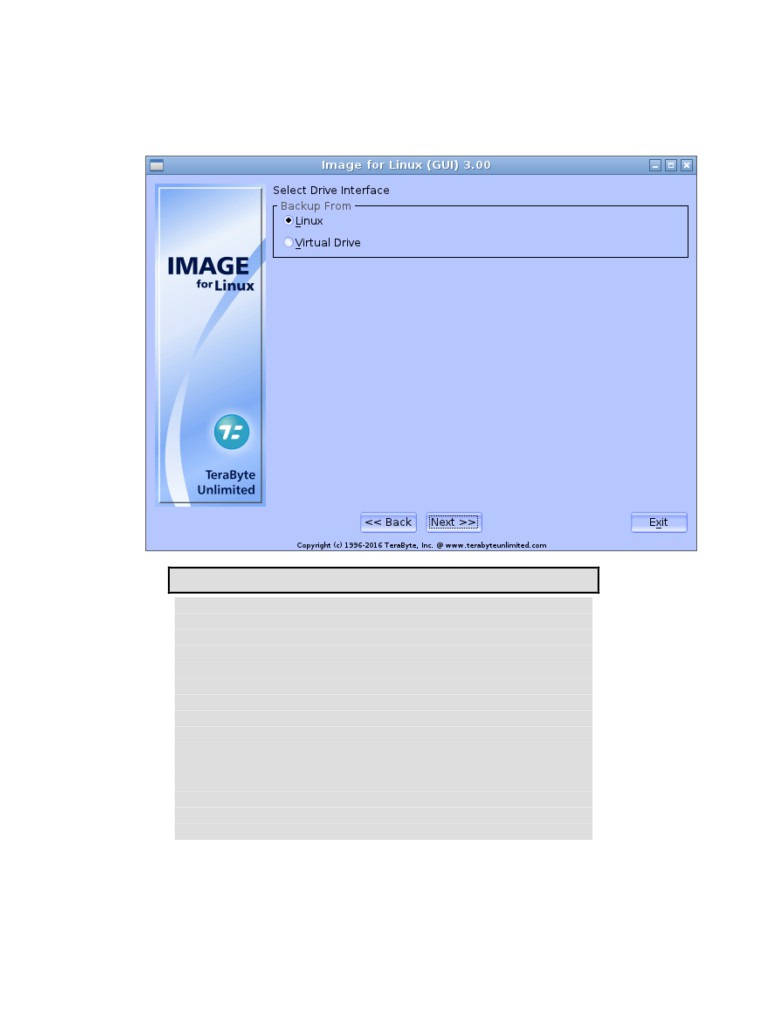 Image for Linux (GUI) 3.00
Select Drive Interface
Backup From
Linux
Virtual Drive
IMAGE
for Linux
TeraByte
Unlimited
<< Back
Next >>
Exit
Copyright (c) 1996-2016 TeraByte, Inc. @ www.terabyteunlimited.com